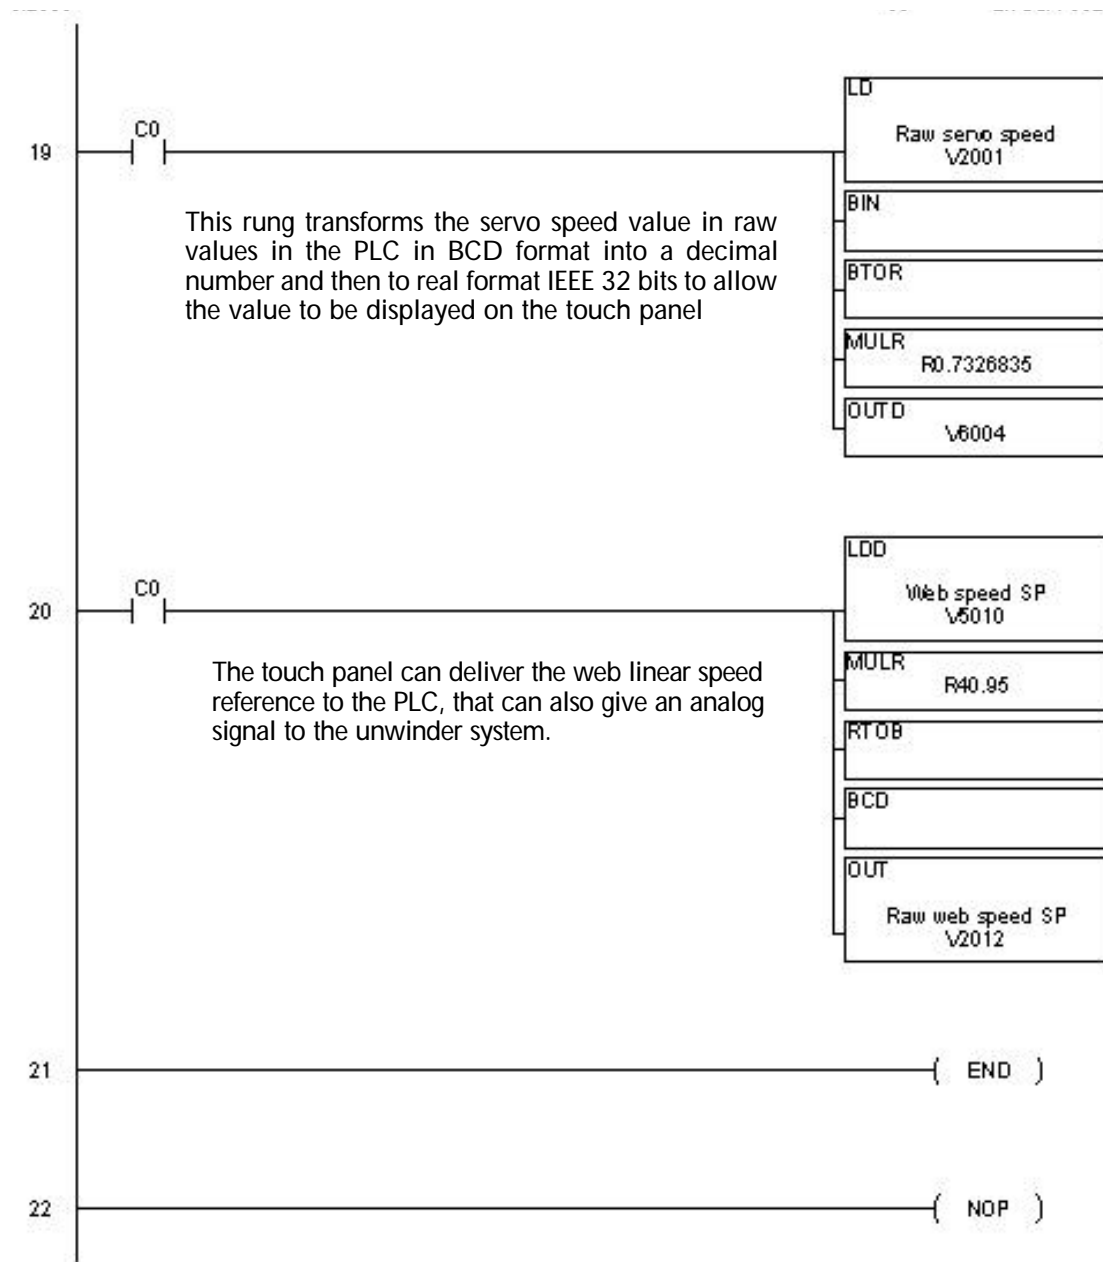 LD
Raw servo speed
V2001
C0
19
BIN
This rung transforms the servo speed value in raw
values in the PLC in BCD format into a decimal
number and then to real format IEEE 32 bits to allow
the value to be displayed on the touch panel
BTOR
MULR
R0.7326835
OUTD
V6004
LDD
Web speed SP
V5010
C0
20
The touch panel can deliver the web linear speed
reference to the PLC, that can also give an analog
signal to the unwinder system.
MULR
R40.95
RTOB
BCD
OUT
Raw web speed SP
V2012
21
( END )
22
( NOP )